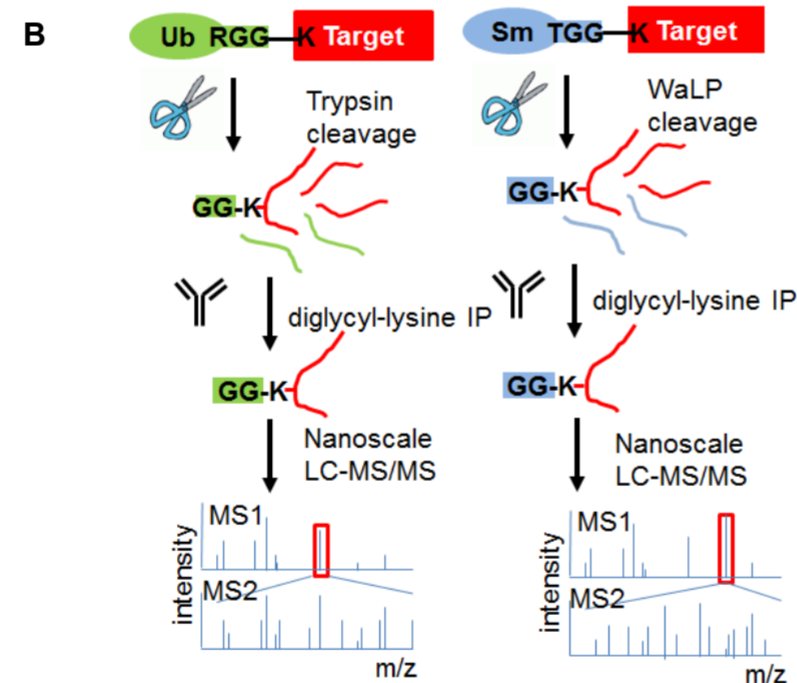 B
Ub RGG K Target
Trypsin
cleavage
GG-K
diglycyl-lysine IP
GG-K
Nanoscale
LC-MS/MS
MS1
MS2
intensity
m/z
Sm TGG K Target
WaLP
cleavage
GG-K
diglycyl-lysine IP
GG-K
Nanoscale
LC-MS/MS
MS1
MS2
intensity
m/z